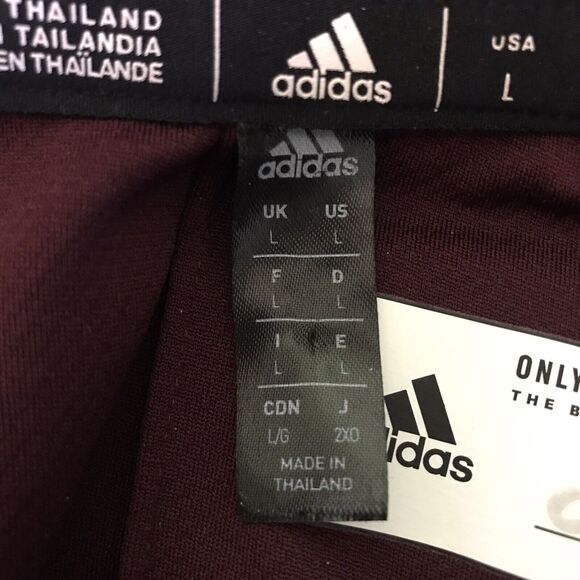 THAILAND
TAILANDIA
EN THAÏLANDE
adidas
USA
L
adidas
UK US
L L
F D
L L
I E
L L
CDN J
L/G 2XO
MADE IN
THAILAND
ONLY
THE B
adidas